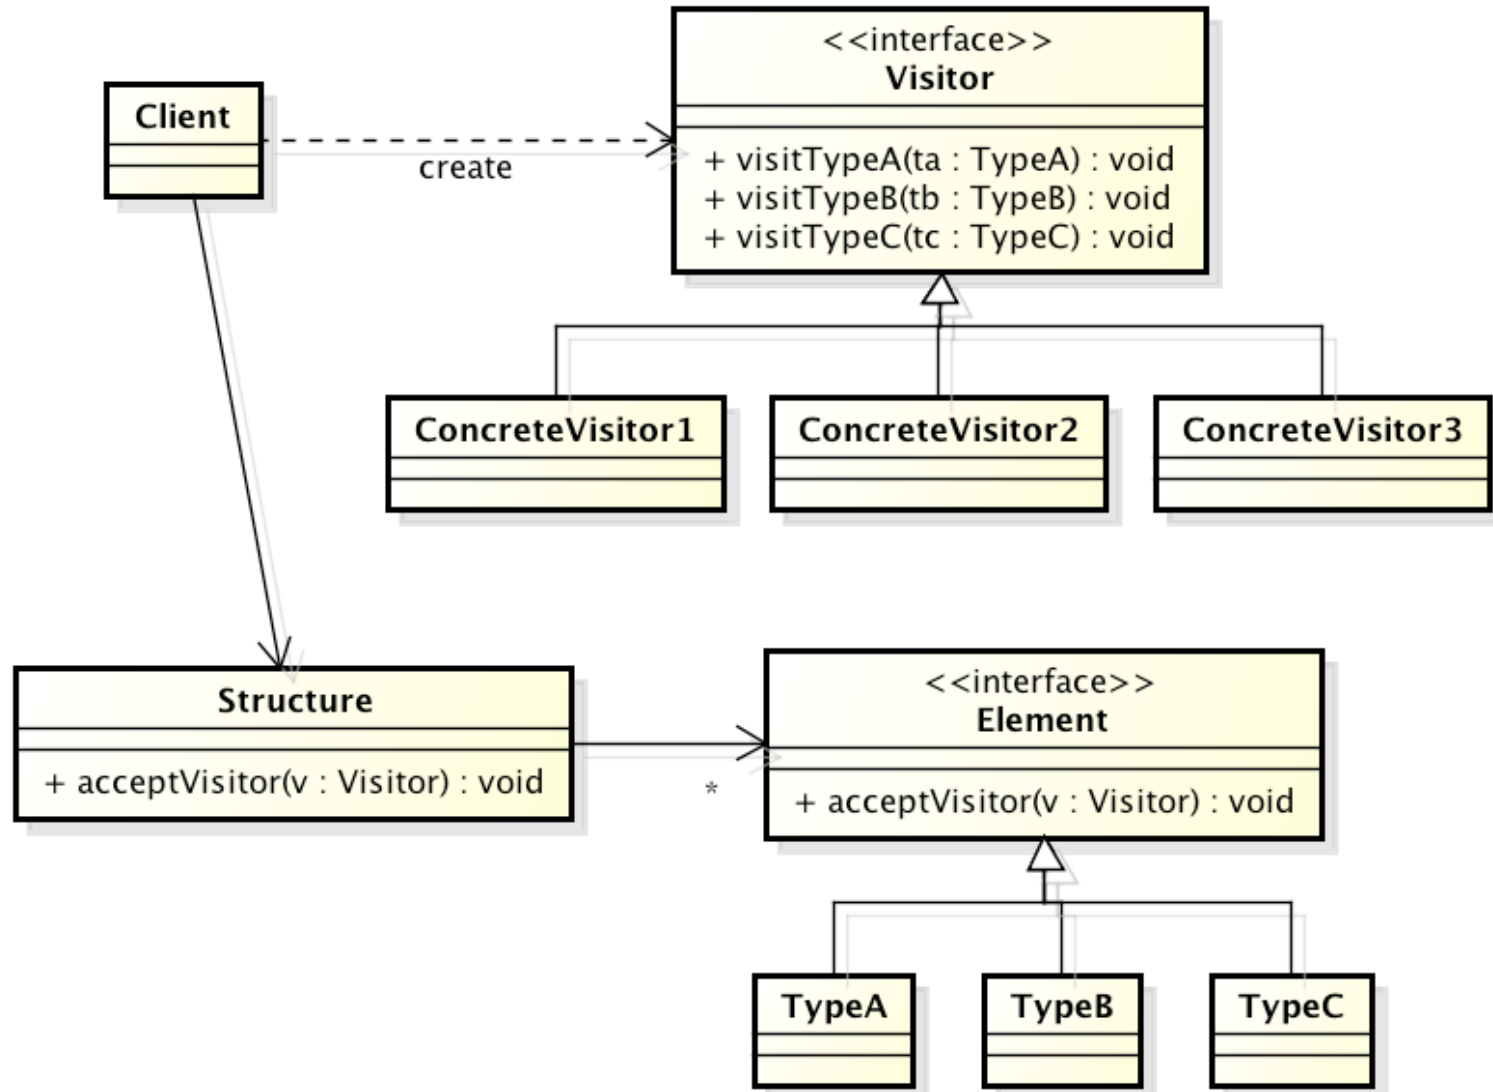 <<interface>>
Visitor
Client
create
+ visitTypeA(ta : TypeA) : void
+ visitTypeB(tb : TypeB) : void
+ visitTypeC(tc : TypeC) : void
ConcreteVisitor1
ConcreteVisitor2
ConcreteVisitor3
Structure
+ acceptVisitor(v : Visitor) : void
*
<<interface>>
Element
+ acceptVisitor(v : Visitor) : void
TypeA
TypeB
TypeC